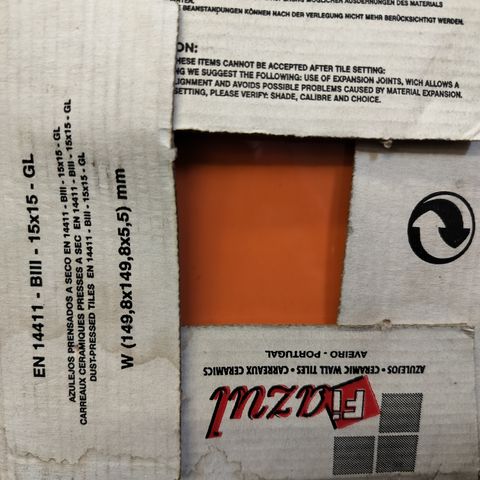 BEANSTANDUNGEN KÖNNEN NACH DER VERLEGUNG NICHT MEHR BERÜCKSICHTIGT WERDEN.
ON:
HESE ITEMS CANNOT BE ACCEPTED AFTER TILE SETTING:
NG WE SUGGEST THE FOLLOWING: USE OF EXPANSION JOINTS, WICH ALLOWS A
LIGNMENT AND AVOIDS POSSIBLE PROBLEMS CAUSED BY MATERIAL EXPANSION.
SETTING, PLEASE VERIFY: SHADE, CALIBRE AND CHOICE.
EN 14411 - BIII - 15x15 - GL
AZULEJOS PRENSADOS A SECO EN 14411 - BIII - 15x15 - GL
CARREAUX CERAMIQUES PRESSES A SEC EN 14411 - BIII - 15x15 - GL
DUST-PRESSED TILES EN 14411 - BIII - 15x15 - GL
W (149,8x149,8x5,5) mm
Fiazul
AZULEJOS • CERAMIC WALL TILES • CARREAUX CERAMICS
AVEIRO - PORTUGAL